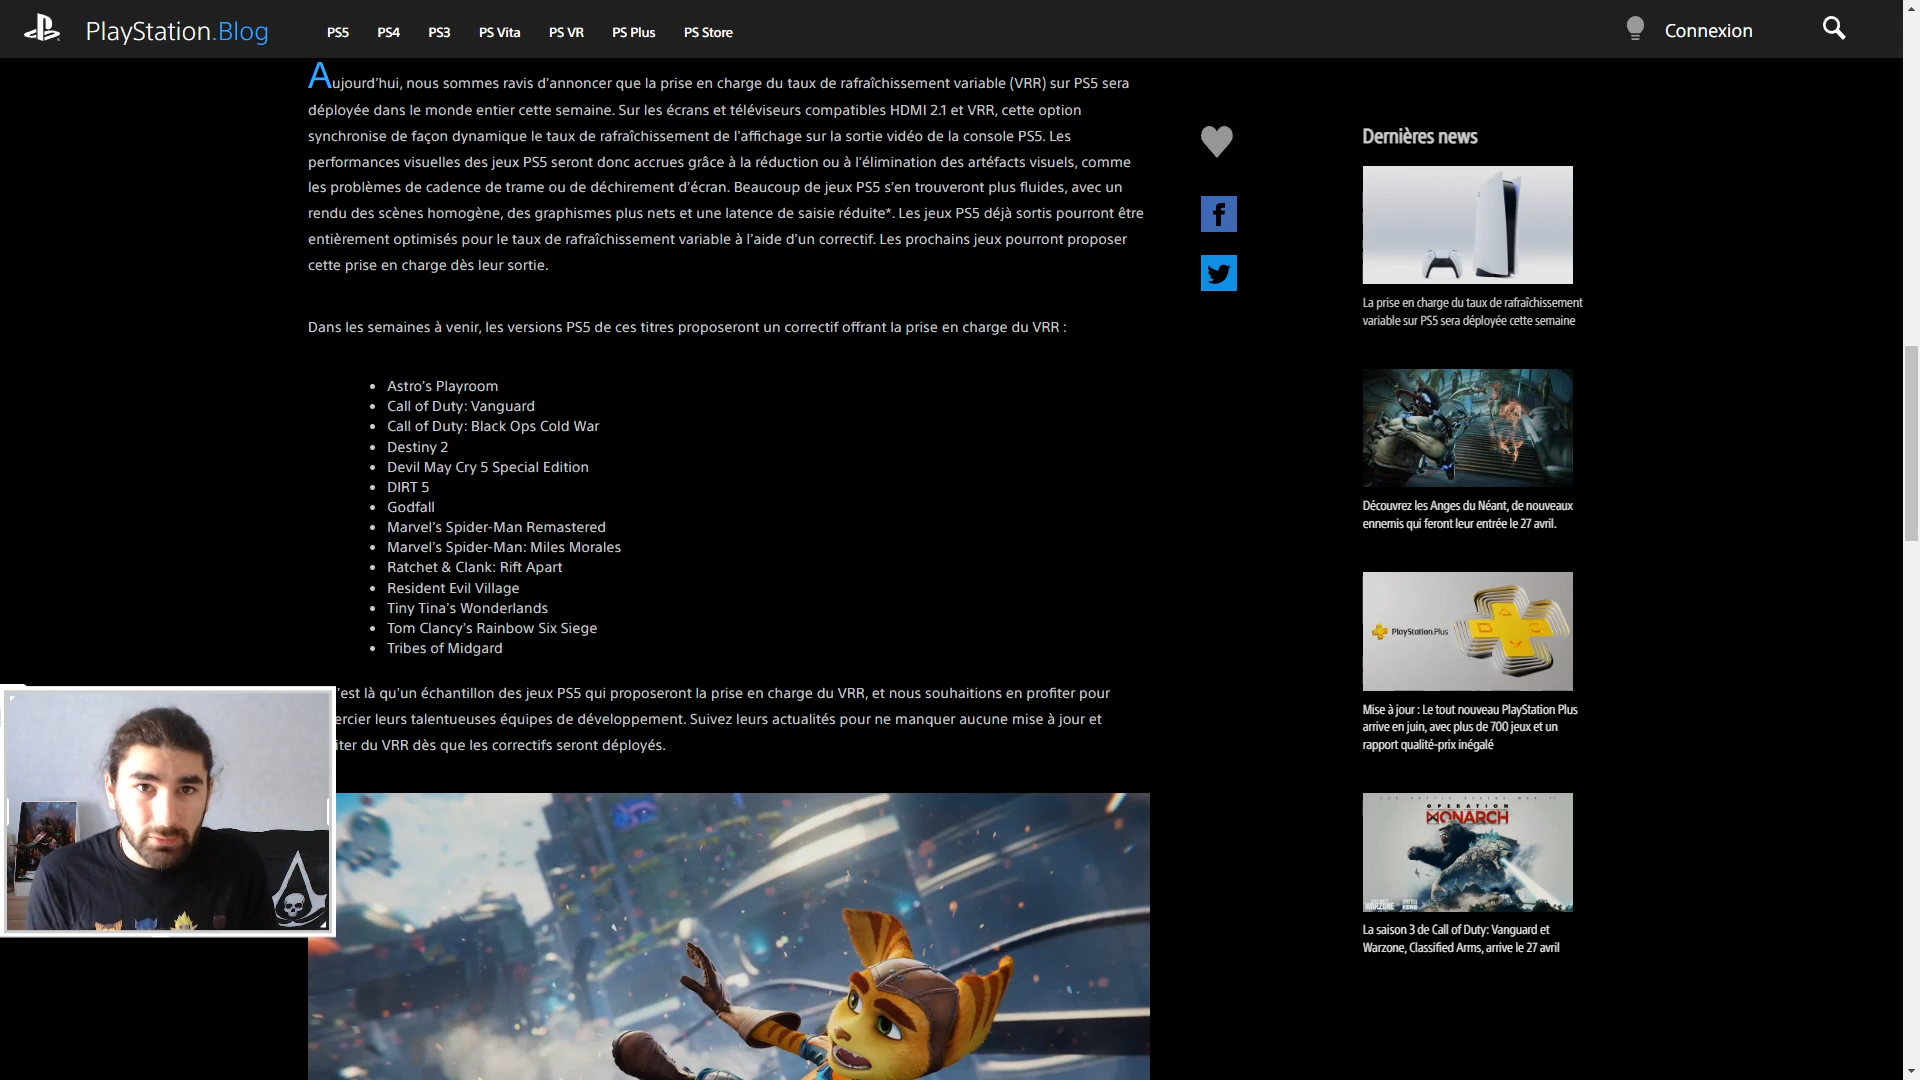 PlayStation.Blog
PS5 PS4 PS3 PS Vita PS VR PS Plus PS Store
Connexion
Aujourd’hui, nous sommes ravis d’annoncer que la prise en charge du taux de rafraîchissement variable (VRR) sur PS5 sera
déployée dans le monde entier cette semaine. Sur les écrans et téléviseurs compatibles HDMI 2.1 et VRR, cette option
synchronise de façon dynamique le taux de rafraîchissement de l’affichage sur la sortie vidéo de la console PS5. Les
performances visuelles des jeux PS5 seront donc accrues grâce à la réduction ou à l’élimination des artéfacts visuels, comme
les problèmes de cadence de trame ou de déchirement d’écran. Beaucoup de jeux PS5 s’en trouveront plus fluides, avec un
rendu des scènes homogène, des graphismes plus nets et une latence de saisie réduite*. Les jeux PS5 déjà sortis pourront être
entièrement optimisés pour le taux de rafraîchissement variable à l’aide d’un correctif. Les prochains jeux pourront proposer
cette prise en charge dès leur sortie.
Dans les semaines à venir, les versions PS5 de ces titres proposeront un correctif offrant la prise en charge du VRR :
• Astro’s Playroom
• Call of Duty: Vanguard
• Call of Duty: Black Ops Cold War
• Destiny 2
• Devil May Cry 5 Special Edition
• DIRT 5
• Godfall
• Marvel’s Spider-Man Remastered
• Marvel’s Spider-Man: Miles Morales
• Ratchet & Clank: Rift Apart
• Resident Evil Village
• Tiny Tina’s Wonderlands
• Tom Clancy’s Rainbow Six Siege
• Tribes of Midgard
’est là qu’un échantillon des jeux PS5 qui proposeront la prise en charge du VRR, et nous souhaitions en profiter pour
ercier leurs talentueuses équipes de développement. Suivez leurs actualités pour ne manquer aucune mise à jour et
iter du VRR dès que les correctifs seront déployés.
Dernières news
La prise en charge du taux de rafraîchissement
variable sur PS5 sera déployée cette semaine
Découvrez les Anges du Néant, de nouveaux
ennemis qui feront leur entrée le 27 avril.
PlayStation.Plus
Mise à jour : Le tout nouveau PlayStation Plus
arrive en juin, avec plus de 700 jeux et un
rapport qualité-prix inégalé
OPERATION
MONARCH
WARZONE
La saison 3 de Call of Duty: Vanguard et
Warzone, Classified Arms, arrive le 27 avril